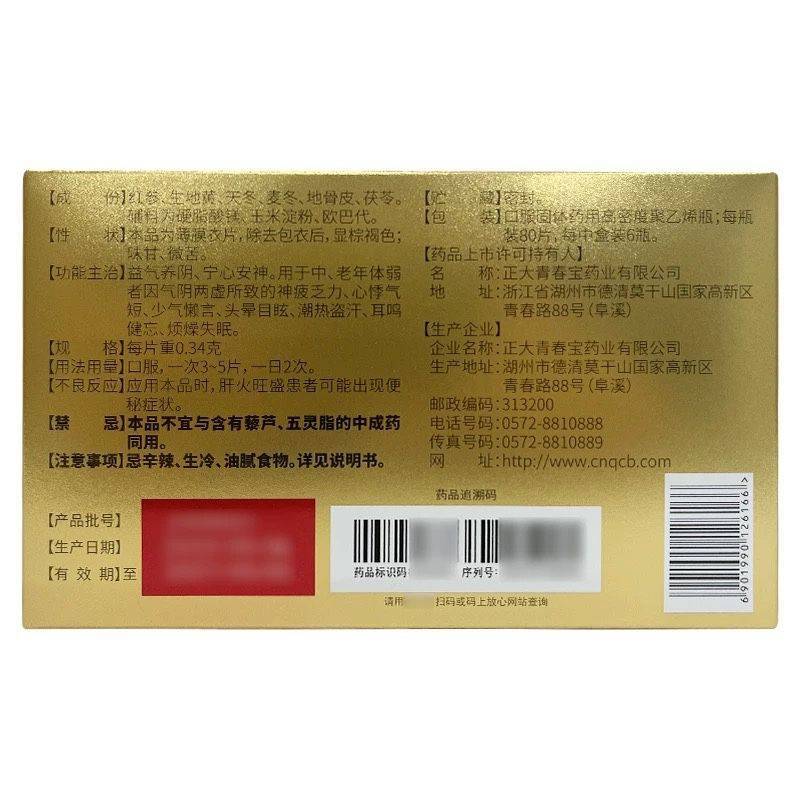 【成　份】红参、生地黄、天冬、麦冬、地骨皮、茯苓。
辅料为硬脂酸镁、玉米淀粉、欧巴代。
【性　状】本品为薄膜衣片，除去包衣后，显棕褐色；
味甘、微苦。
【功能主治】益气养阴、宁心安神。用于中、老年体弱
者因气阴两虚所致的神疲乏力、心悸气
短、少气懒言、头晕目眩、潮热盗汗、耳鸣
健忘、烦燥失眠。
【规　格】每片重0.34克
【用法用量】口服，一次3~5片，一日2次。
【不良反应】应用本品时，肝火旺盛患者可能出现便
秘症状。
【禁　忌】本品不宜与含有藜芦、五灵脂的中成药
同用。
【注意事项】忌辛辣、生冷、油腻食物。详见说明书。
【产品批号】
【生产日期】
【有 效 期】至
【贮　藏】密封。
【包　装】口服固体药用高密度聚乙烯瓶；每瓶
装80片，每中盒装6瓶。
【药品上市许可持有人】
名　称：正大青春宝药业有限公司
地　址：浙江省湖州市德清莫干山国家高新区
青春路88号（阜溪）
【生产企业】
企业名称：正大青春宝药业有限公司
生产地址：湖州市德清莫干山国家高新区
青春路88号（阜溪）
邮政编码：313200
电话号码：0572-8810888
传真号码：0572-8810889
网　址：http://www.cnqcb.com
药品追溯码
药品标识码
序列号：
请用
扫码或码上放心网站查询
6901990126166